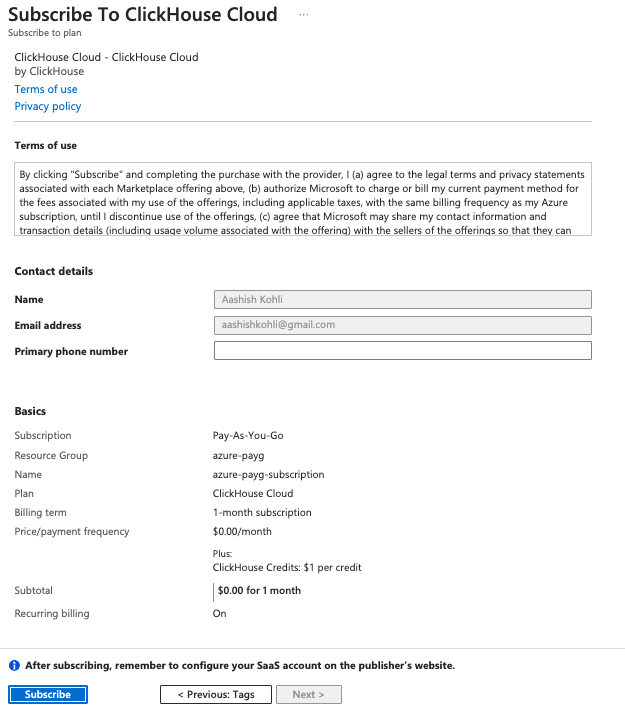 Subscribe To ClickHouse Cloud ...
Subscribe to plan
ClickHouse Cloud - ClickHouse Cloud
by ClickHouse
Terms of use
Privacy policy
Terms of use
By clicking "Subscribe" and completing the purchase with the provider, I (a) agree to the legal terms and privacy statements
associated with each Marketplace offering above, (b) authorize Microsoft to charge or bill my current payment method for
the fees associated with my use of the offerings, including applicable taxes, with the same billing frequency as my Azure
subscription, until I discontinue use of the offerings, (c) agree that Microsoft may share my contact information and
transaction details (including usage volume associated with the offering) with the sellers of the offerings so that they can
Contact details
Name Aashish Kohli
Email address aashishkohli@gmail.com
Primary phone number
Basics
Subscription Pay-As-You-Go
Resource Group azure-payg
Name azure-payg-subscription
Plan ClickHouse Cloud
Billing term 1-month subscription
Price/payment frequency $0.00/month
Plus:
ClickHouse Credits: $1 per credit
Subtotal $0.00 for 1 month
Recurring billing On
After subscribing, remember to configure your SaaS account on the publisher's website.
Subscribe < Previous: Tags Next >